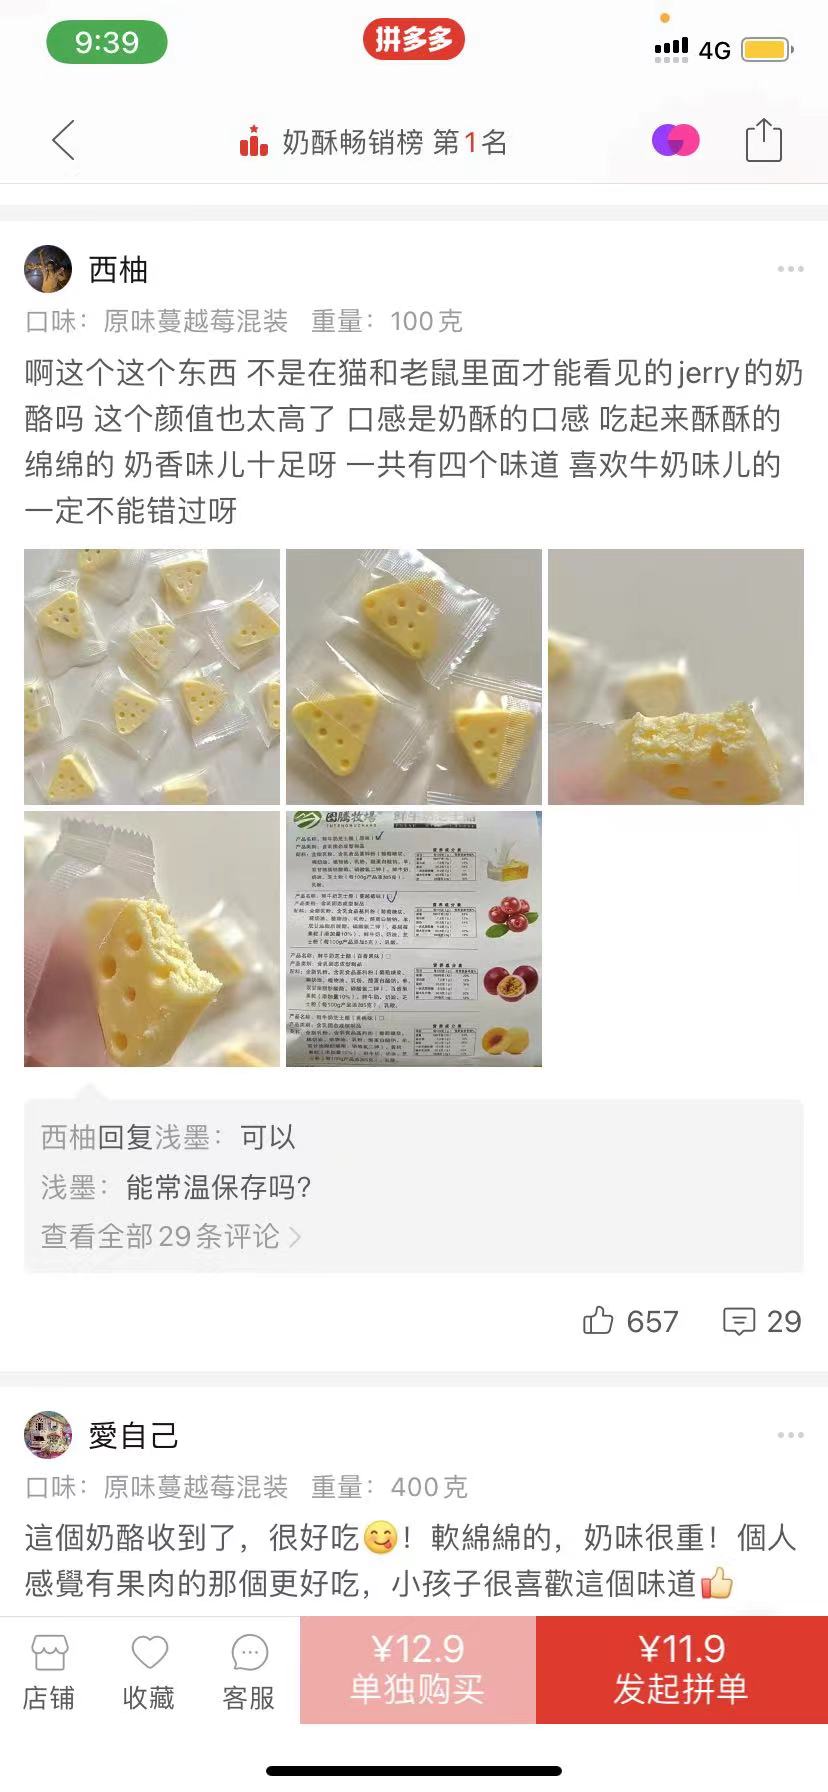 9:39
拼多多
4G
奶酥畅销榜 第1名
西柚
口味：原味蔓越莓混装 重量：100克
啊这个这个东西 不是在猫和老鼠里面才能看见的jerry的奶
酪吗 这个颜值也太高了 口感是奶酥的口感 吃起来酥酥的
绵绵的 奶香味儿十足呀 一共有四个味道 喜欢牛奶味儿的
一定不能错过呀
西柚回复浅墨：可以
浅墨：能常温保存吗？
查看全部29条评论
657
29
愛自己
口味：原味蔓越莓混装 重量：400克
這個奶酪收到了，很好吃😋！軟綿綿的，奶味很重！個人
感覺有果肉的那個更好吃，小孩子很喜歡這個味道👍
¥12.9
¥11.9
店铺
收藏
客服
单独购买
发起拼单